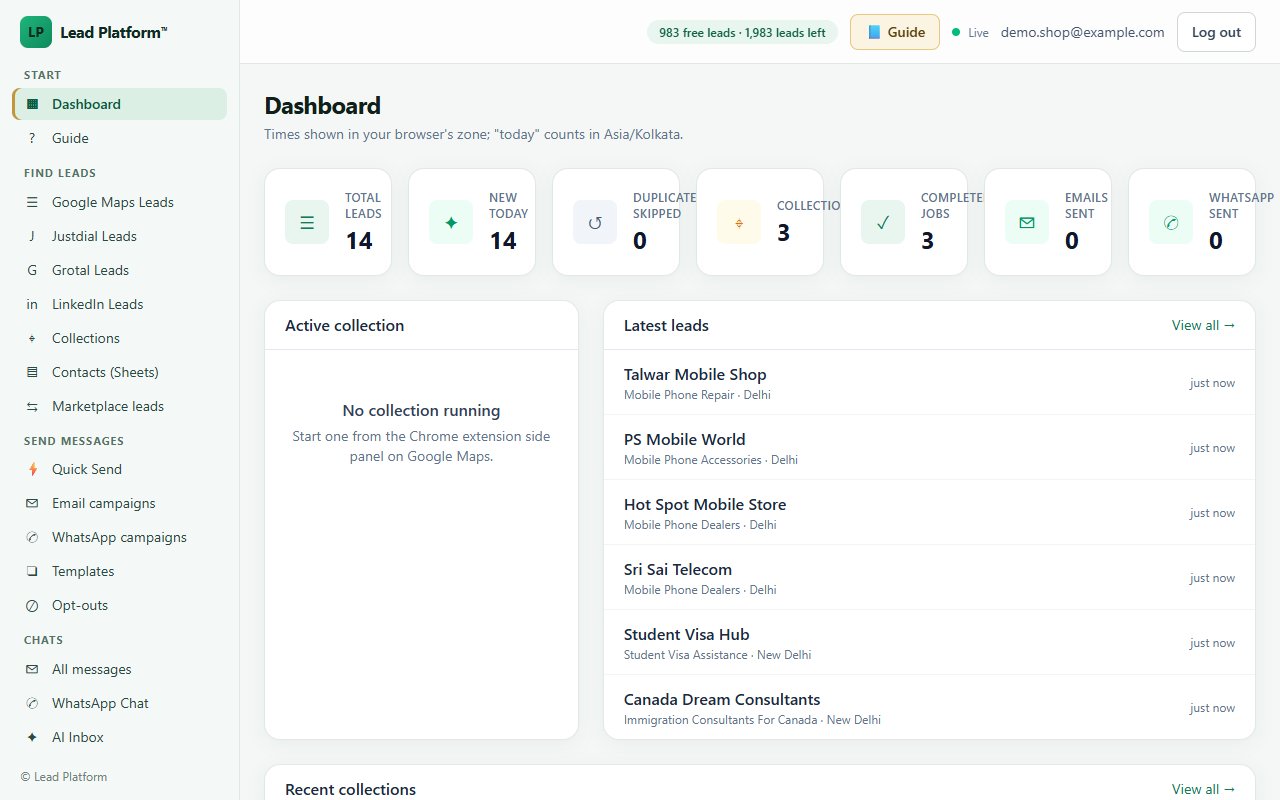 LP Lead Platform™
START
Dashboard
? Guide
FIND LEADS
Google Maps Leads
J Justdial Leads
G Grotal Leads
in LinkedIn Leads
Collections
Contacts (Sheets)
Marketplace leads
SEND MESSAGES
Quick Send
Email campaigns
WhatsApp campaigns
Templates
Opt-outs
CHATS
All messages
WhatsApp Chat
AI Inbox
© Lead Platform
983 free leads · 1,983 leads left
Guide
Live
demo.shop@example.com
Log out
Dashboard
Times shown in your browser's zone; "today" counts in Asia/Kolkata.
TOTAL
LEADS
14
NEW
TODAY
14
DUPLICATE
SKIPPED
0
COLLECTIO
3
COMPLETE
JOBS
3
EMAILS
SENT
0
WHATSAPP
SENT
0
Active collection
No collection running
Start one from the Chrome extension side
panel on Google Maps.
Latest leads
View all →
Talwar Mobile Shop
Mobile Phone Repair · Delhi
just now
PS Mobile World
Mobile Phone Accessories · Delhi
just now
Hot Spot Mobile Store
Mobile Phone Dealers · Delhi
just now
Sri Sai Telecom
Mobile Phone Dealers · Delhi
just now
Student Visa Hub
Student Visa Assistance · New Delhi
just now
Canada Dream Consultants
Immigration Consultants For Canada · New Delhi
just now
Recent collections
View all →